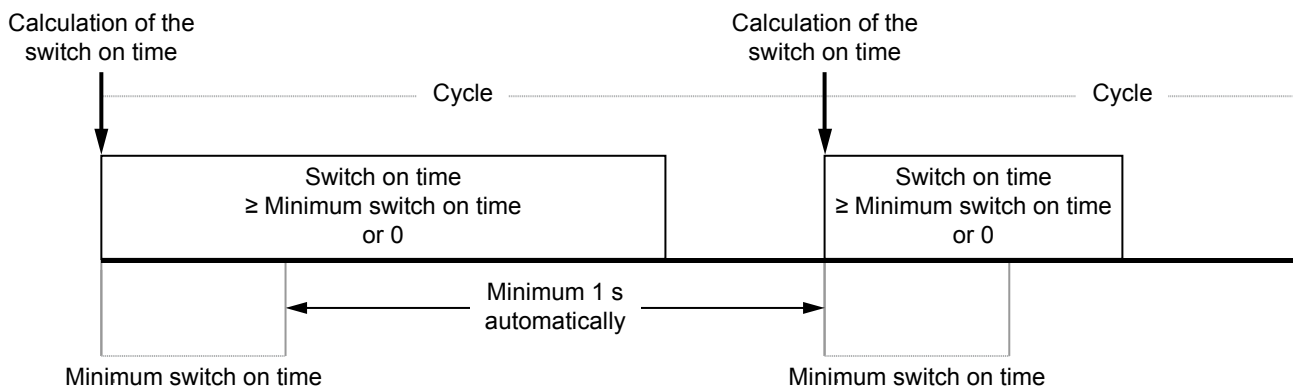 Calculation of the
switch on time
Calculation of the
switch on time
Cycle
Cycle
Switch on time
≥ Minimum switch on time
or 0
Switch on time
≥ Minimum switch on time
or 0
Minimum 1 s
automatically
Minimum switch on time
Minimum switch on time